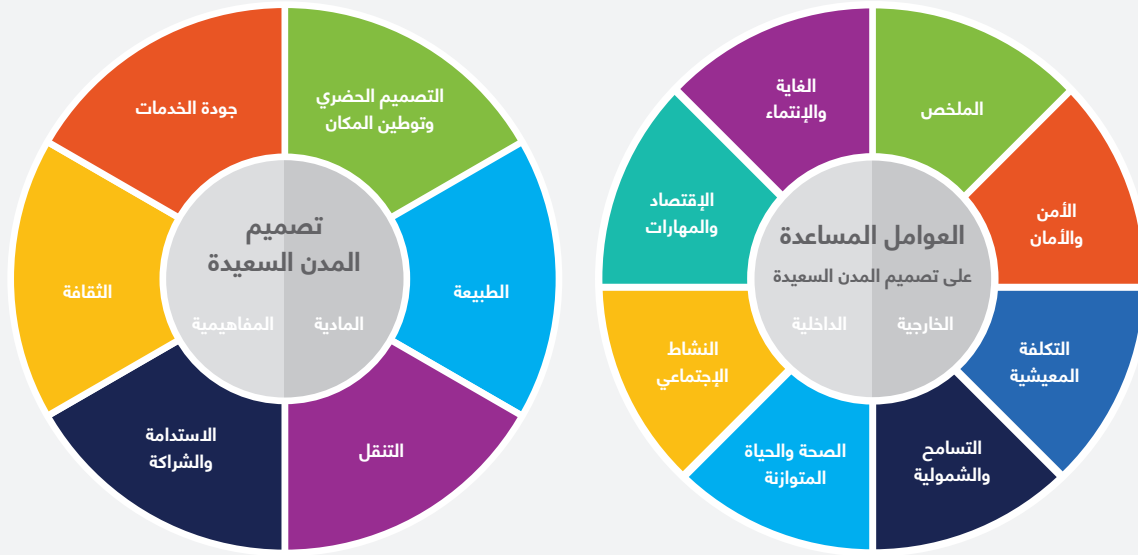 العوامل المساعدة
على تصميم المدن السعيدة
الخارجية
الداخلية
الملخص
الأمن
والأمان
التكلفة
المعيشية
التسامح
والشمولية
الصحة والحياة
المتوازنة
النشاط
الإجتماعي
الإقتصاد
والمهارات
الغاية
والإنتماء
تصميم
المدن السعيدة
المادية
المفاهيمية
التصميم الحضري
وتوطين المكان
الطبيعة
التنقل
الاستدامة
والشراكة
الثقافة
جودة الخدمات